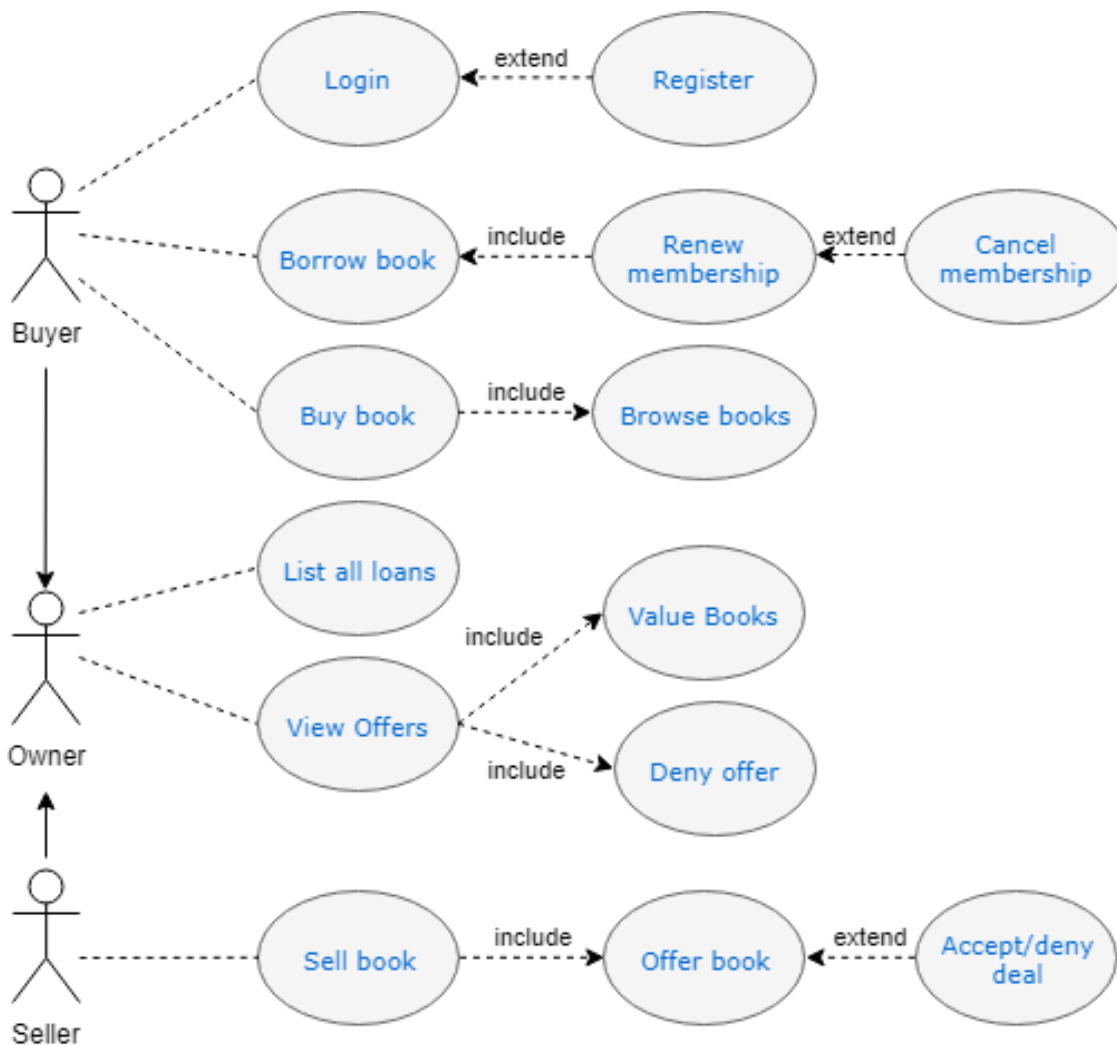 Login
extend
Register
Borrow book
include
Renew
membership
extend
Cancel
membership
Buyer
Buy book
include
Browse books
List all loans
Value Books
include
Owner
View Offers
include
Deny offer
Sell book
include
Offer book
extend
Accept/deny
deal
Seller